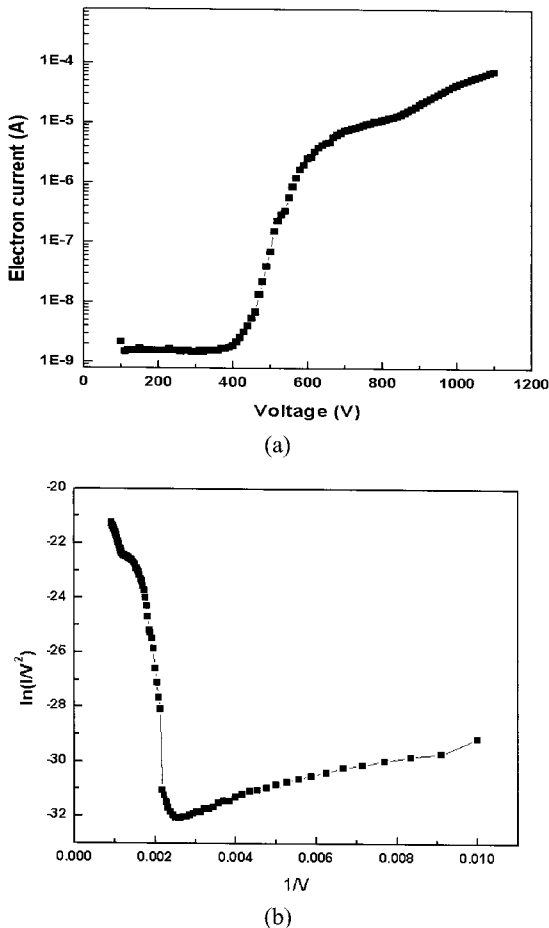 1E-4
1E-5
1E-6
1E-7
1E-8
1E-9
Electron current (A)
0 200 400 600 800 1000 1200
Voltage (V)
(a)
-20
-22
-24
-26
-28
-30
-32
ln(I/V²)
0.000 0.002 0.004 0.006 0.008 0.010
1/V
(b)